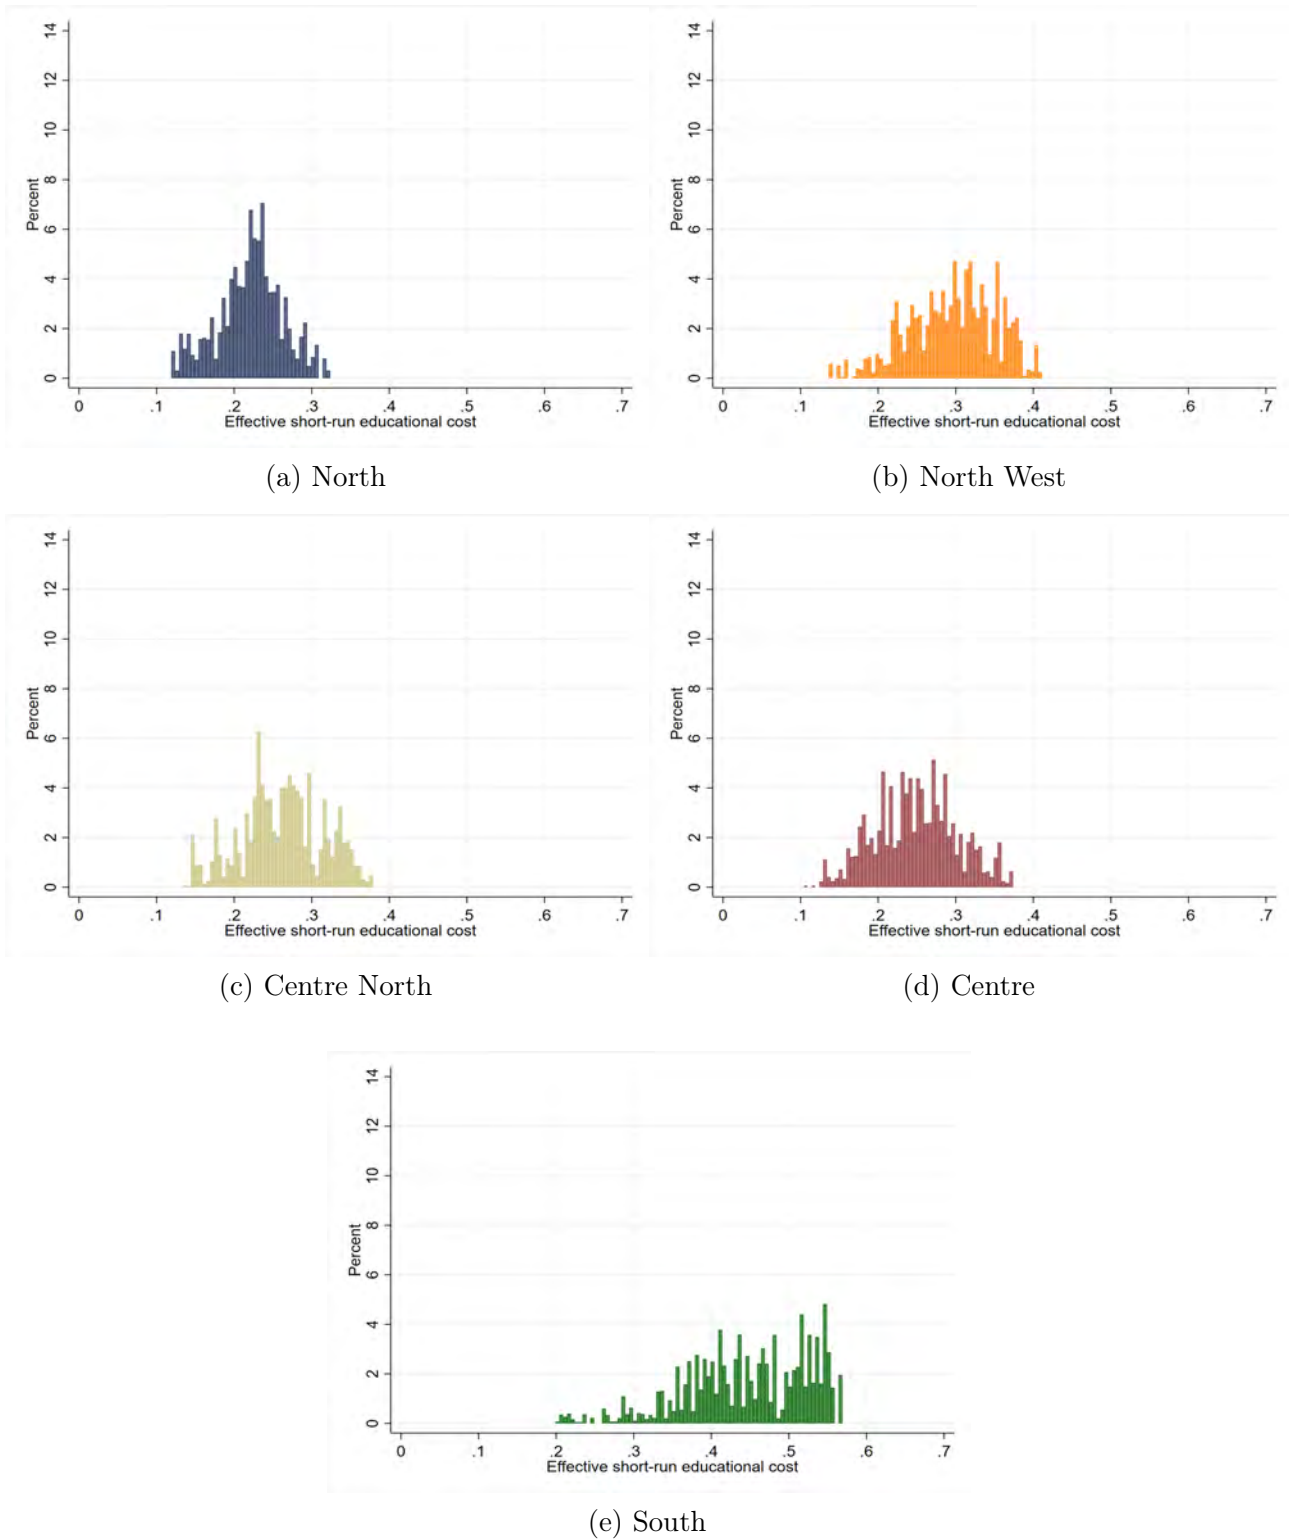 14
12
10
8
6
4
2
0
Percent
0 .1 .2 .3 .4 .5 .6 .7
Effective short-run educational cost
(a) North
14
12
10
8
6
4
2
0
Percent
0 .1 .2 .3 .4 .5 .6 .7
Effective short-run educational cost
(b) North West
14
12
10
8
6
4
2
0
Percent
0 .1 .2 .3 .4 .5 .6 .7
Effective short-run educational cost
(c) Centre North
14
12
10
8
6
4
2
0
Percent
0 .1 .2 .3 .4 .5 .6 .7
Effective short-run educational cost
(d) Centre
14
12
10
8
6
4
2
0
Percent
0 .1 .2 .3 .4 .5 .6 .7
Effective short-run educational cost
(e) South